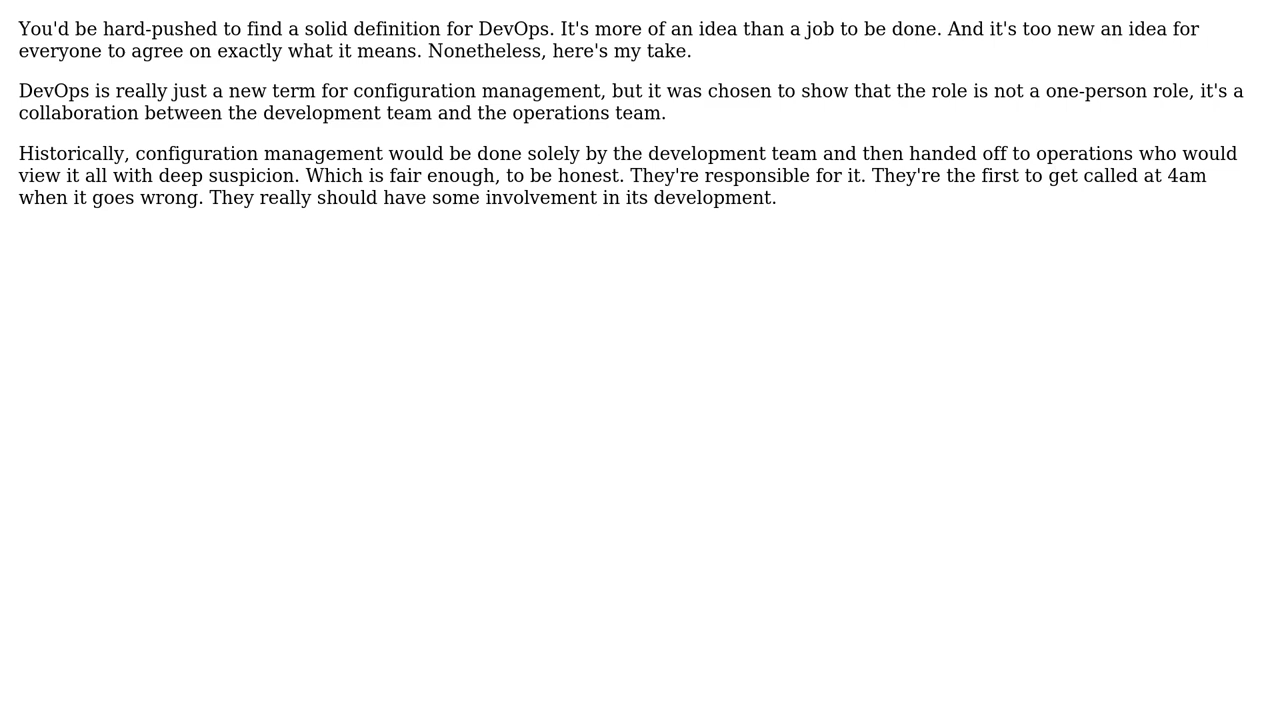 You'd be hard-pushed to find a solid definition for DevOps. It's more of an idea than a job to be done. And it's too new an idea for
everyone to agree on exactly what it means. Nonetheless, here's my take.
DevOps is really just a new term for configuration management, but it was chosen to show that the role is not a one-person role, it's a
collaboration between the development team and the operations team.
Historically, configuration management would be done solely by the development team and then handed off to operations who would
view it all with deep suspicion. Which is fair enough, to be honest. They're responsible for it. They're the first to get called at 4am
when it goes wrong. They really should have some involvement in its development.